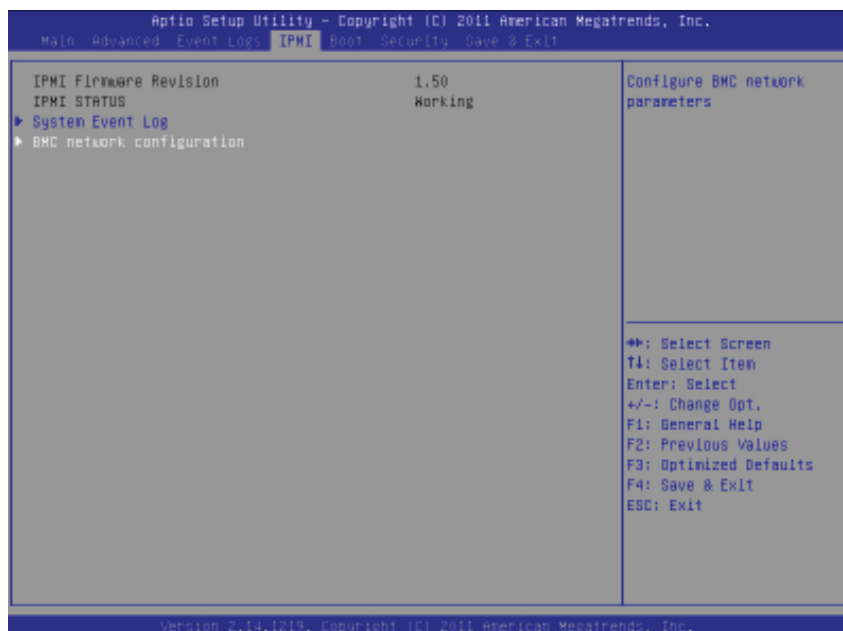 Aptio Setup Utility - Copyright (C) 2011 American Megatrends, Inc.
Main Advanced Event Logs IPMI Boot Security Save & Exit
IPMI Firmware Revision 1.50
IPMI STATUS Working
System Event Log
BMC network configuration
Configure BMC network
parameters
: Select Screen
↑↓: Select Item
Enter: Select
+/-: Change Opt.
F1: General Help
F2: Previous Values
F3: Optimized Defaults
F4: Save & Exit
ESC: Exit
Version 2.14.1219. Copyright (C) 2011 American Megatrends, Inc.